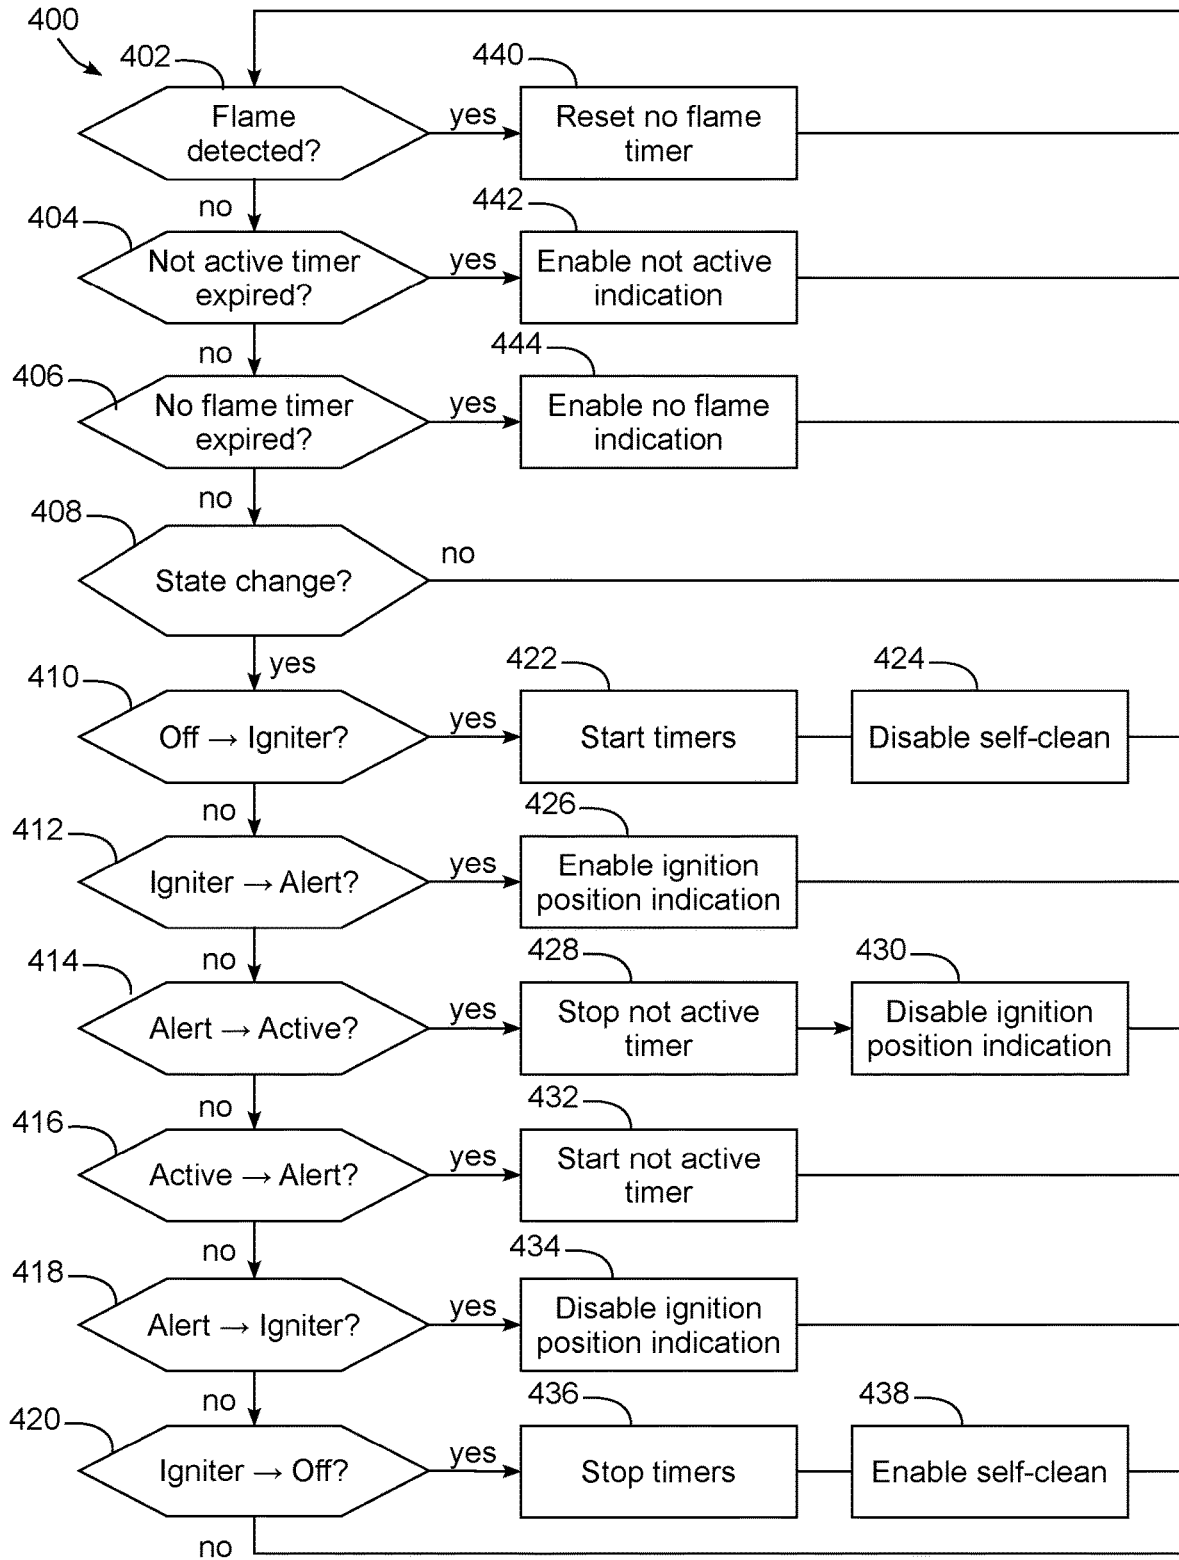 400
402
Flame
detected?
yes
440
Reset no flame
timer
no
404
Not active timer
expired?
yes
442
Enable not active
indication
no
406
No flame timer
expired?
yes
444
Enable no flame
indication
no
408
State change?
no
yes
410
Off → Igniter?
yes
422
Start timers
424
Disable self-clean
no
412
Igniter → Alert?
yes
426
Enable ignition
position indication
no
414
Alert → Active?
yes
428
Stop not active
timer
430
Disable ignition
position indication
no
416
Active → Alert?
yes
432
Start not active
timer
no
418
Alert → Igniter?
yes
434
Disable ignition
position indication
no
420
Igniter → Off?
yes
436
Stop timers
438
Enable self-clean
no